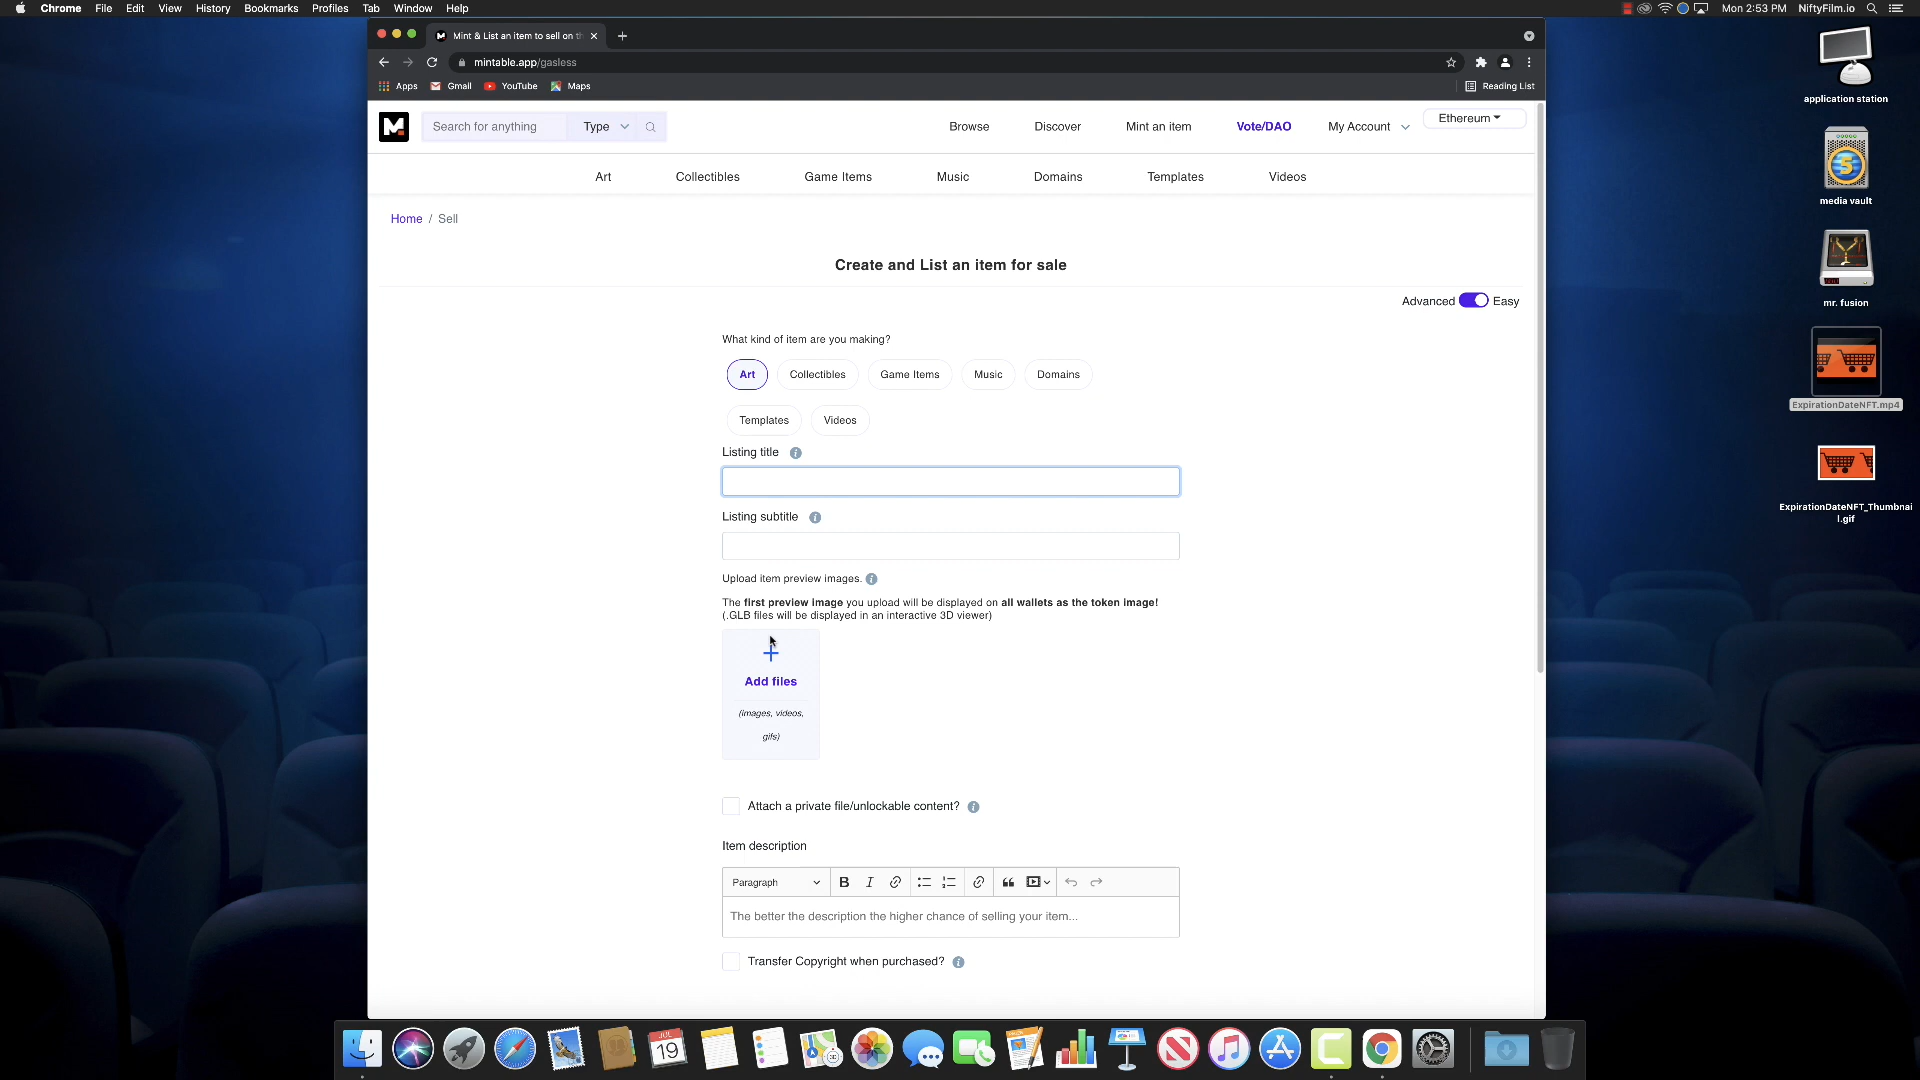 Chrome File Edit View History Bookmarks Profiles Tab Window Help
Mon 2:53 PM NiftyFilm.io
Mint & List an item to sell on th
mintable.app/gasless
Apps Gmail YouTube Maps
Reading List
M.
Search for anything Type
Browse Discover Mint an item Vote/DAO My Account Ethereum
Art Collectibles Game Items Music Domains Templates Videos
Home / Sell
Create and List an item for sale
Advanced Easy
What kind of item are you making?
Art Collectibles Game Items Music Domains
Templates Videos
Listing title
Listing subtitle
Upload item preview images.
The first preview image you upload will be displayed on all wallets as the token image!
(.GLB files will be displayed in an interactive 3D viewer)
Add files
(images, videos,
gifs)
Attach a private file/unlockable content?
Item description
Paragraph B I
The better the description the higher chance of selling your item...
Transfer Copyright when purchased?
application station
media vault
mr. fusion
ExpirationDateNFT.mp4
ExpirationDateNFT_Thumbnai
l.gif
JUL
19
3D